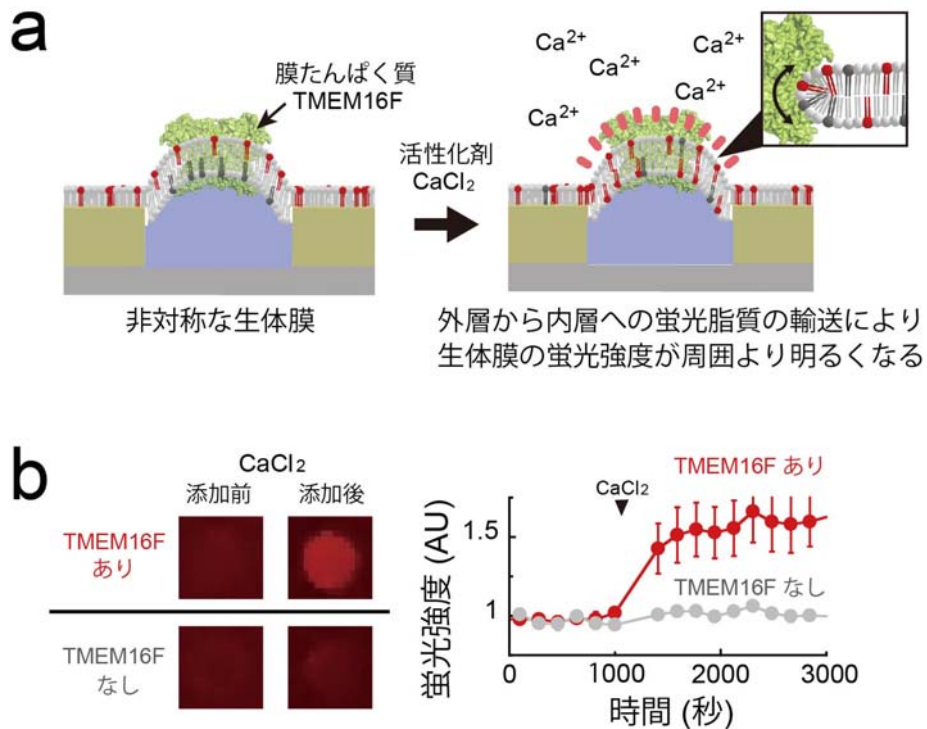 a
膜たんぱく質
TMEM16F
Ca2+
Ca2+
Ca2+
Ca2+
Ca2+
活性化剤
CaCl2
非対称な生体膜
外層から内層への蛍光脂質の輸送により
生体膜の蛍光強度が周囲より明るくなる
b
CaCl2
添加前
添加後
TMEM16F
あり
TMEM16F
なし
TMEM16F あり
CaCl2
1.5
TMEM16F なし
1
蛍光強度 (AU)
0
1000
2000
3000
時間 (秒)